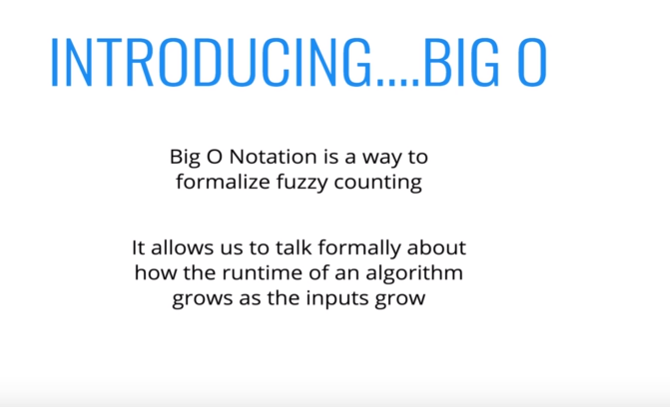 INTRODUCING....BIG O
Big O Notation is a way to
formalize fuzzy counting
It allows us to talk formally about
how the runtime of an algorithm
grows as the inputs grow